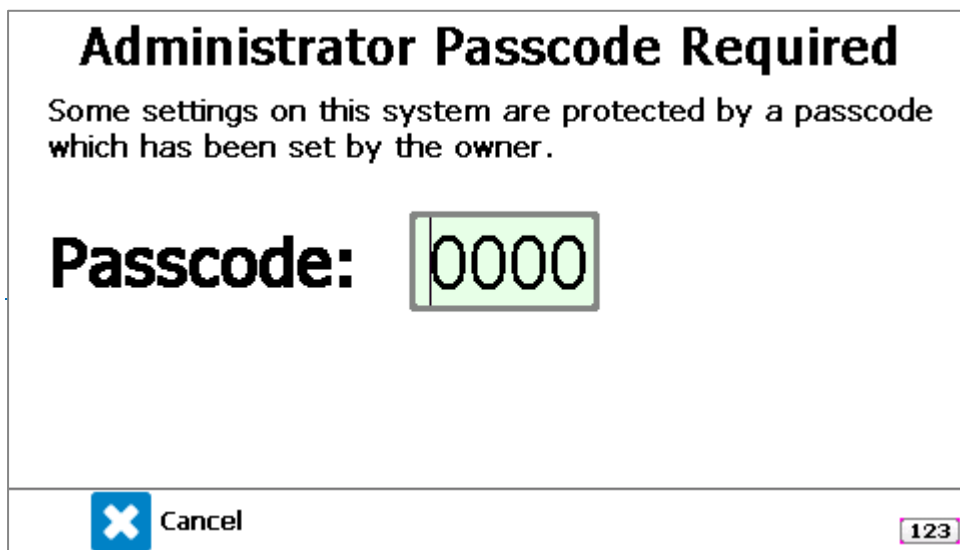 Administrator Passcode Required
Some settings on this system are protected by a passcode
which has been set by the owner.
Passcode: 0000
Cancel
123